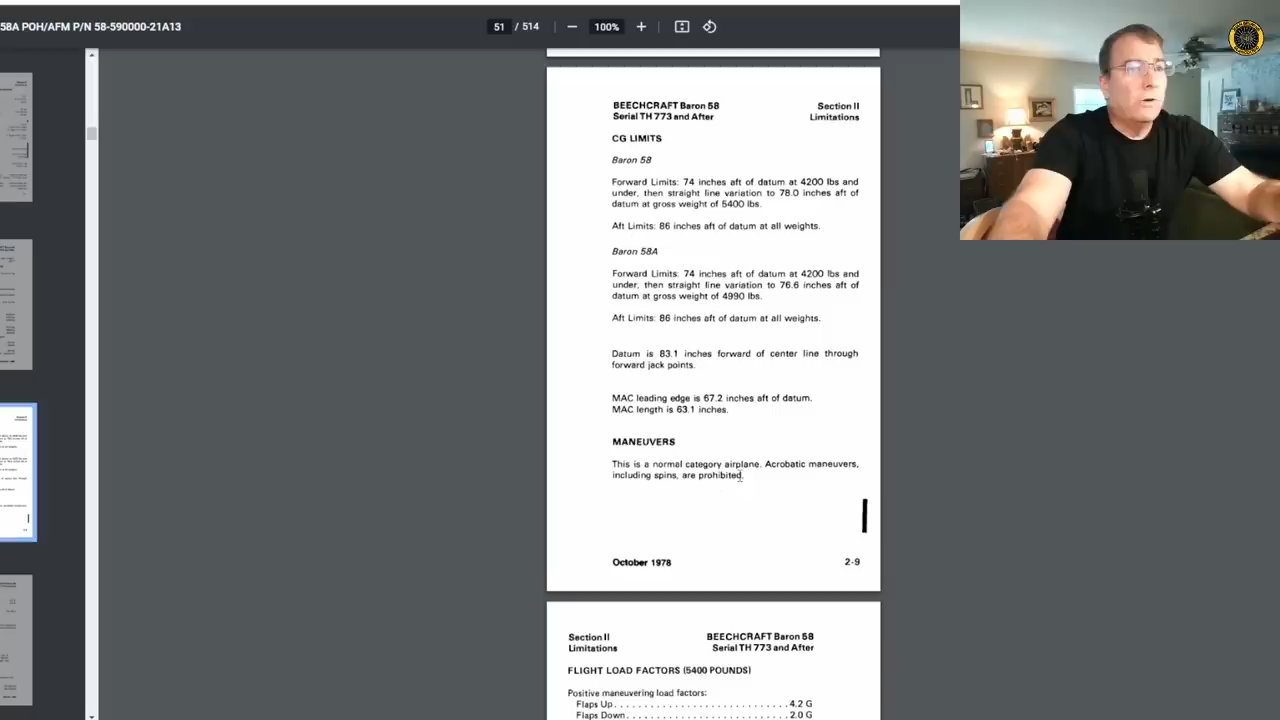 58A POH/AFM P/N 58-590000-21A13
51 / 514
100%
BEECHCRAFT Baron 58
Serial TH 773 and After
Section II
Limitations
CG LIMITS
Baron 58
Forward Limits: 74 inches aft of datum at 4200 lbs and
under, then straight line variation to 78.0 inches aft of
datum at gross weight of 5400 lbs.
Aft Limits: 86 inches aft of datum at all weights.
Baron 58A
Forward Limits: 74 inches aft of datum at 4200 lbs and
under, then straight line variation to 76.6 inches aft of
datum at gross weight of 4990 lbs.
Aft Limits: 86 inches aft of datum at all weights.
Datum is 83.1 inches forward of center line through
forward jack points.
MAC leading edge is 67.2 inches aft of datum.
MAC length is 63.1 inches.
MANEUVERS
This is a normal category airplane. Acrobatic maneuvers,
including spins, are prohibited.
October 1978
2-9
Section II
Limitations
BEECHCRAFT Baron 58
Serial TH 773 and After
FLIGHT LOAD FACTORS (5400 POUNDS)
Positive maneuvering load factors:
Flaps Up . . . . . . . . . . . . . . . . . . . . . . . . . . 4.2 G
Flaps Down . . . . . . . . . . . . . . . . . . . . . . . . 2.0 G